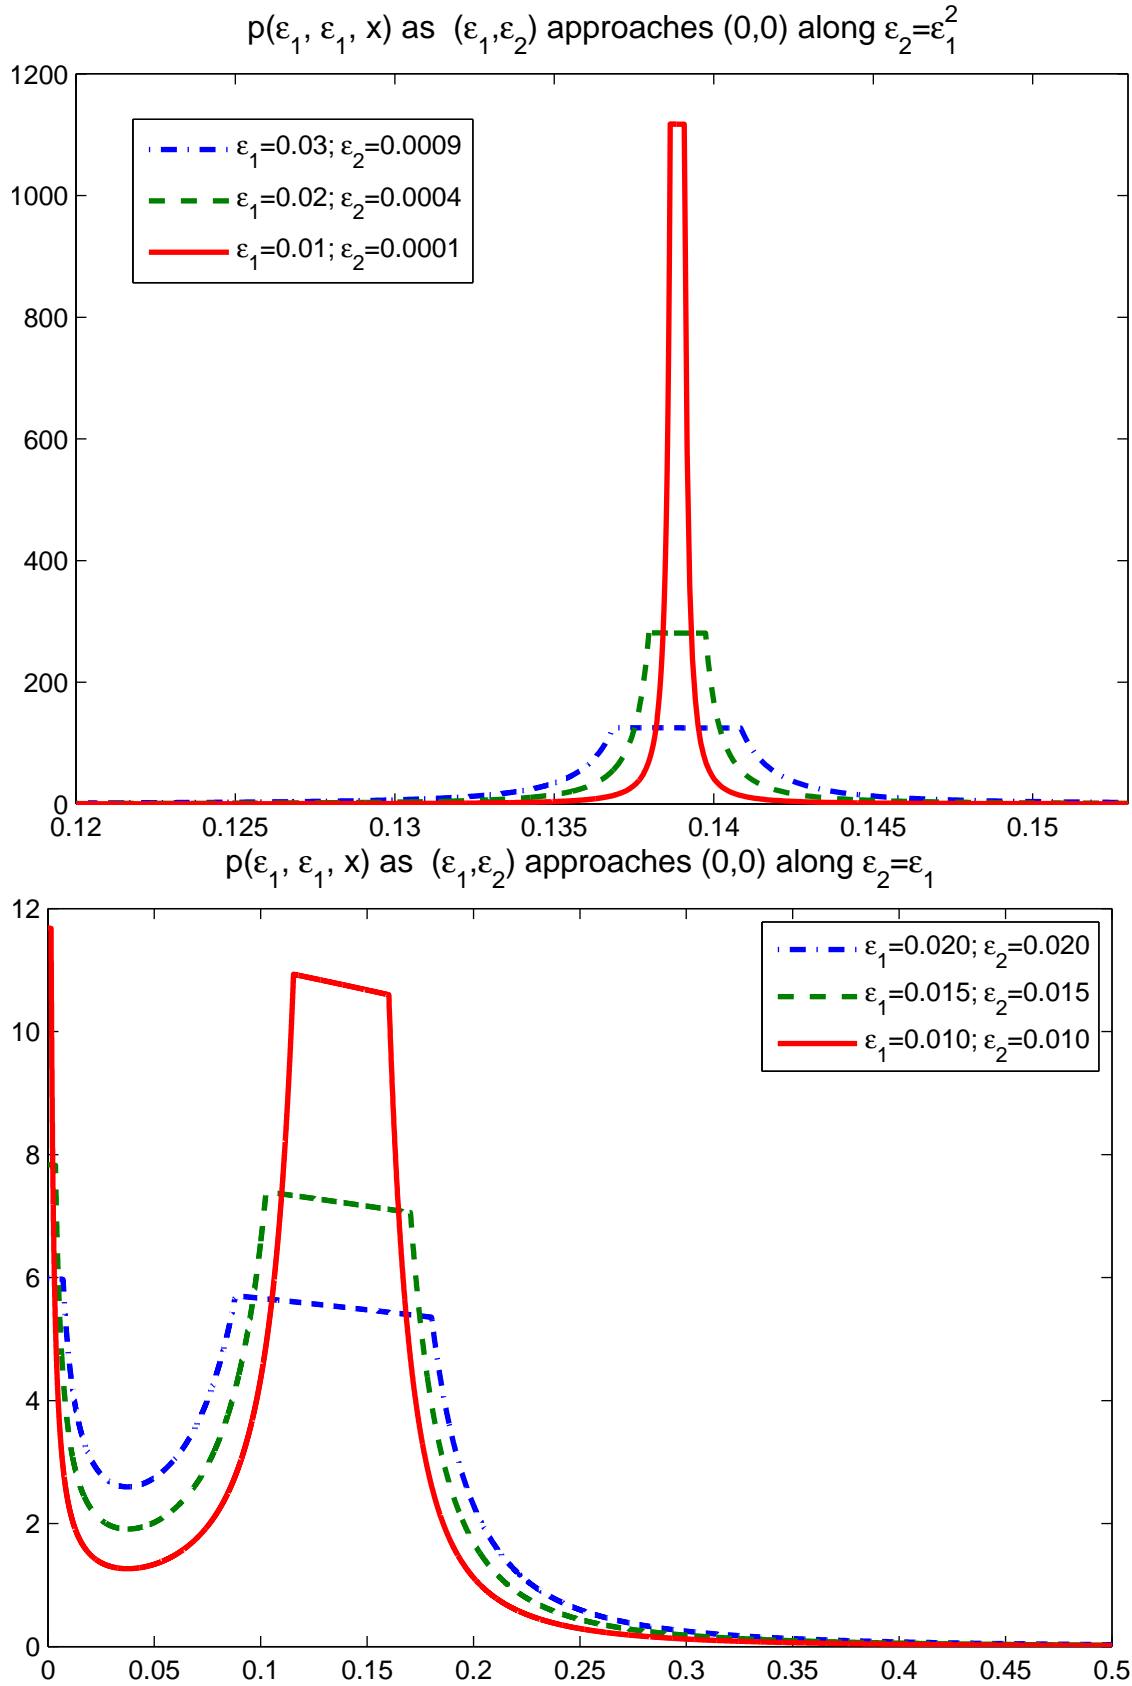 p(ε₁, ε₁, x) as (ε₁,ε₂) approaches (0,0) along ε₂=ε₁²
1200
1000
800
600
400
200
0
ε₁=0.03; ε₂=0.0009
ε₁=0.02; ε₂=0.0004
ε₁=0.01; ε₂=0.0001
0.12 0.125 0.13 0.135 0.14 0.145 0.15
p(ε₁, ε₁, x) as (ε₁,ε₂) approaches (0,0) along ε₂=ε₁
12
10
8
6
4
2
0
ε₁=0.020; ε₂=0.020
ε₁=0.015; ε₂=0.015
ε₁=0.010; ε₂=0.010
0 0.05 0.1 0.15 0.2 0.25 0.3 0.35 0.4 0.45 0.5